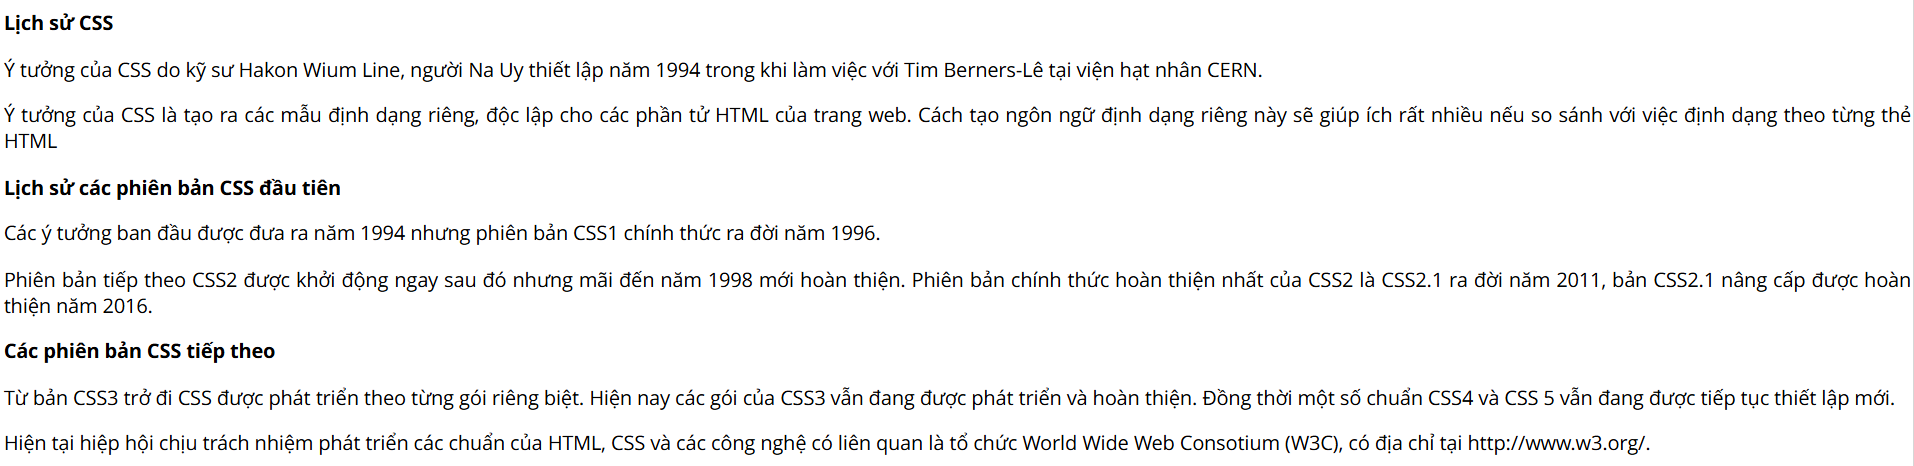 Lịch sử CSS
Ý tưởng của CSS do kỹ sư Hakon Wium Line, người Na Uy thiết lập năm 1994 trong khi làm việc với Tim Berners-Lê tại viện hạt nhân CERN.
Ý tưởng của CSS là tạo ra các mẫu định dạng riêng, độc lập cho các phần tử HTML của trang web. Cách tạo ngôn ngữ định dạng riêng này sẽ giúp ích rất nhiều nếu so sánh với việc định dạng theo từng thẻ
HTML
Lịch sử các phiên bản CSS đầu tiên
Các ý tưởng ban đầu được đưa ra năm 1994 nhưng phiên bản CSS1 chính thức ra đời năm 1996.
Phiên bản tiếp theo CSS2 được khởi động ngay sau đó nhưng mãi đến năm 1998 mới hoàn thiện. Phiên bản chính thức hoàn thiện nhất của CSS2 là CSS2.1 ra đời năm 2011, bản CSS2.1 nâng cấp được hoàn
thiện năm 2016.
Các phiên bản CSS tiếp theo
Từ bản CSS3 trở đi CSS được phát triển theo từng gói riêng biệt. Hiện nay các gói của CSS3 vẫn đang được phát triển và hoàn thiện. Đồng thời một số chuẩn CSS4 và CSS 5 vẫn đang được tiếp tục thiết lập mới.
Hiện tại hiệp hội chịu trách nhiệm phát triển các chuẩn của HTML, CSS và các công nghệ có liên quan là tổ chức World Wide Web Consotium (W3C), có địa chỉ tại http://www.w3.org/.